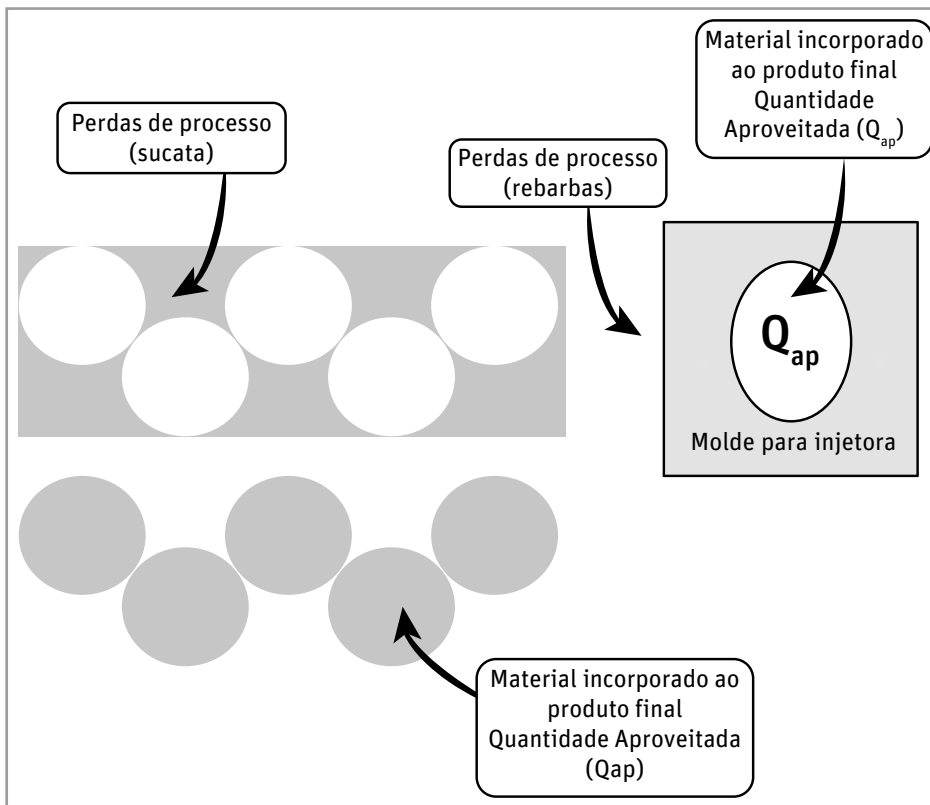 Material incorporado
ao produto final
Quantidade
Aproveitada (Qap)
Perdas de processo
(sucata)
Perdas de processo
(rebarbas)
Qap
Molde para injetora
Material incorporado ao
produto final
Quantidade Aproveitada
(Qap)